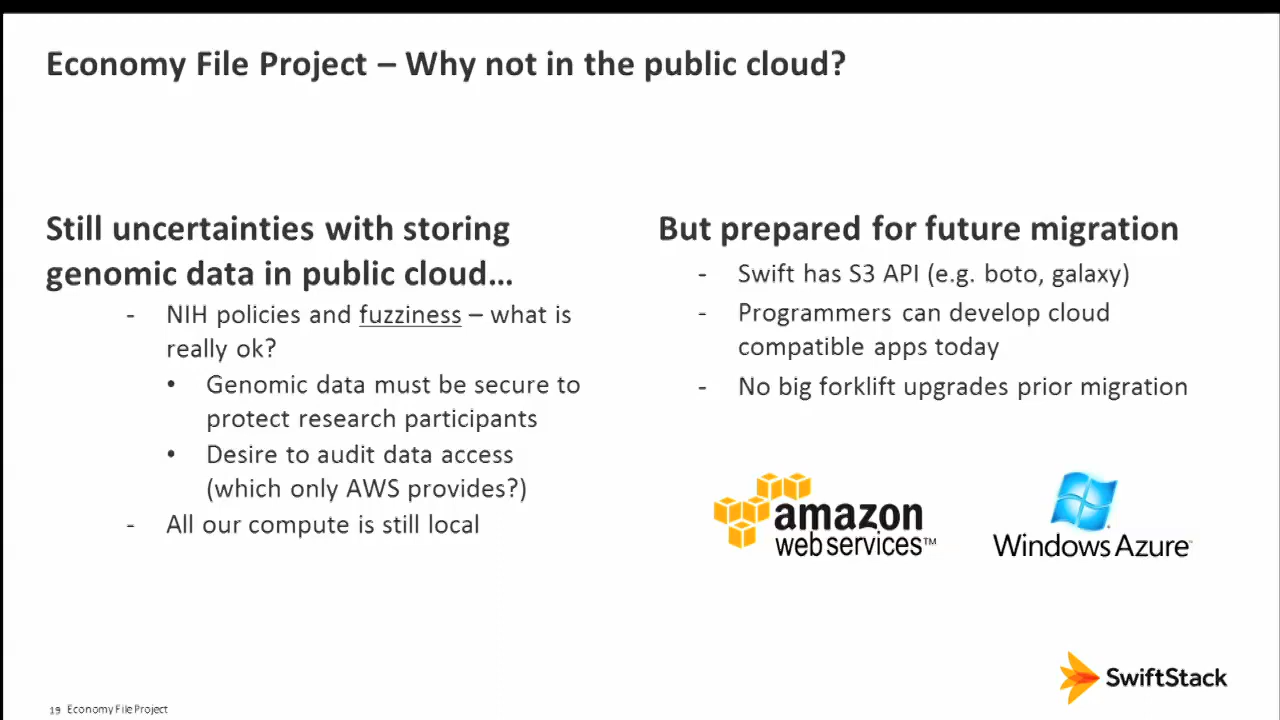 Economy File Project – Why not in the public cloud?
Still uncertainties with storing
genomic data in public cloud…
- NIH policies and fuzziness – what is
really ok?
• Genomic data must be secure to
protect research participants
• Desire to audit data access
(which only AWS provides?)
- All our compute is still local
But prepared for future migration
- Swift has S3 API (e.g. boto, galaxy)
- Programmers can develop cloud
compatible apps today
- No big forklift upgrades prior migration
amazon
web services™
Windows Azure™
SwiftStack
19 Economy File Project